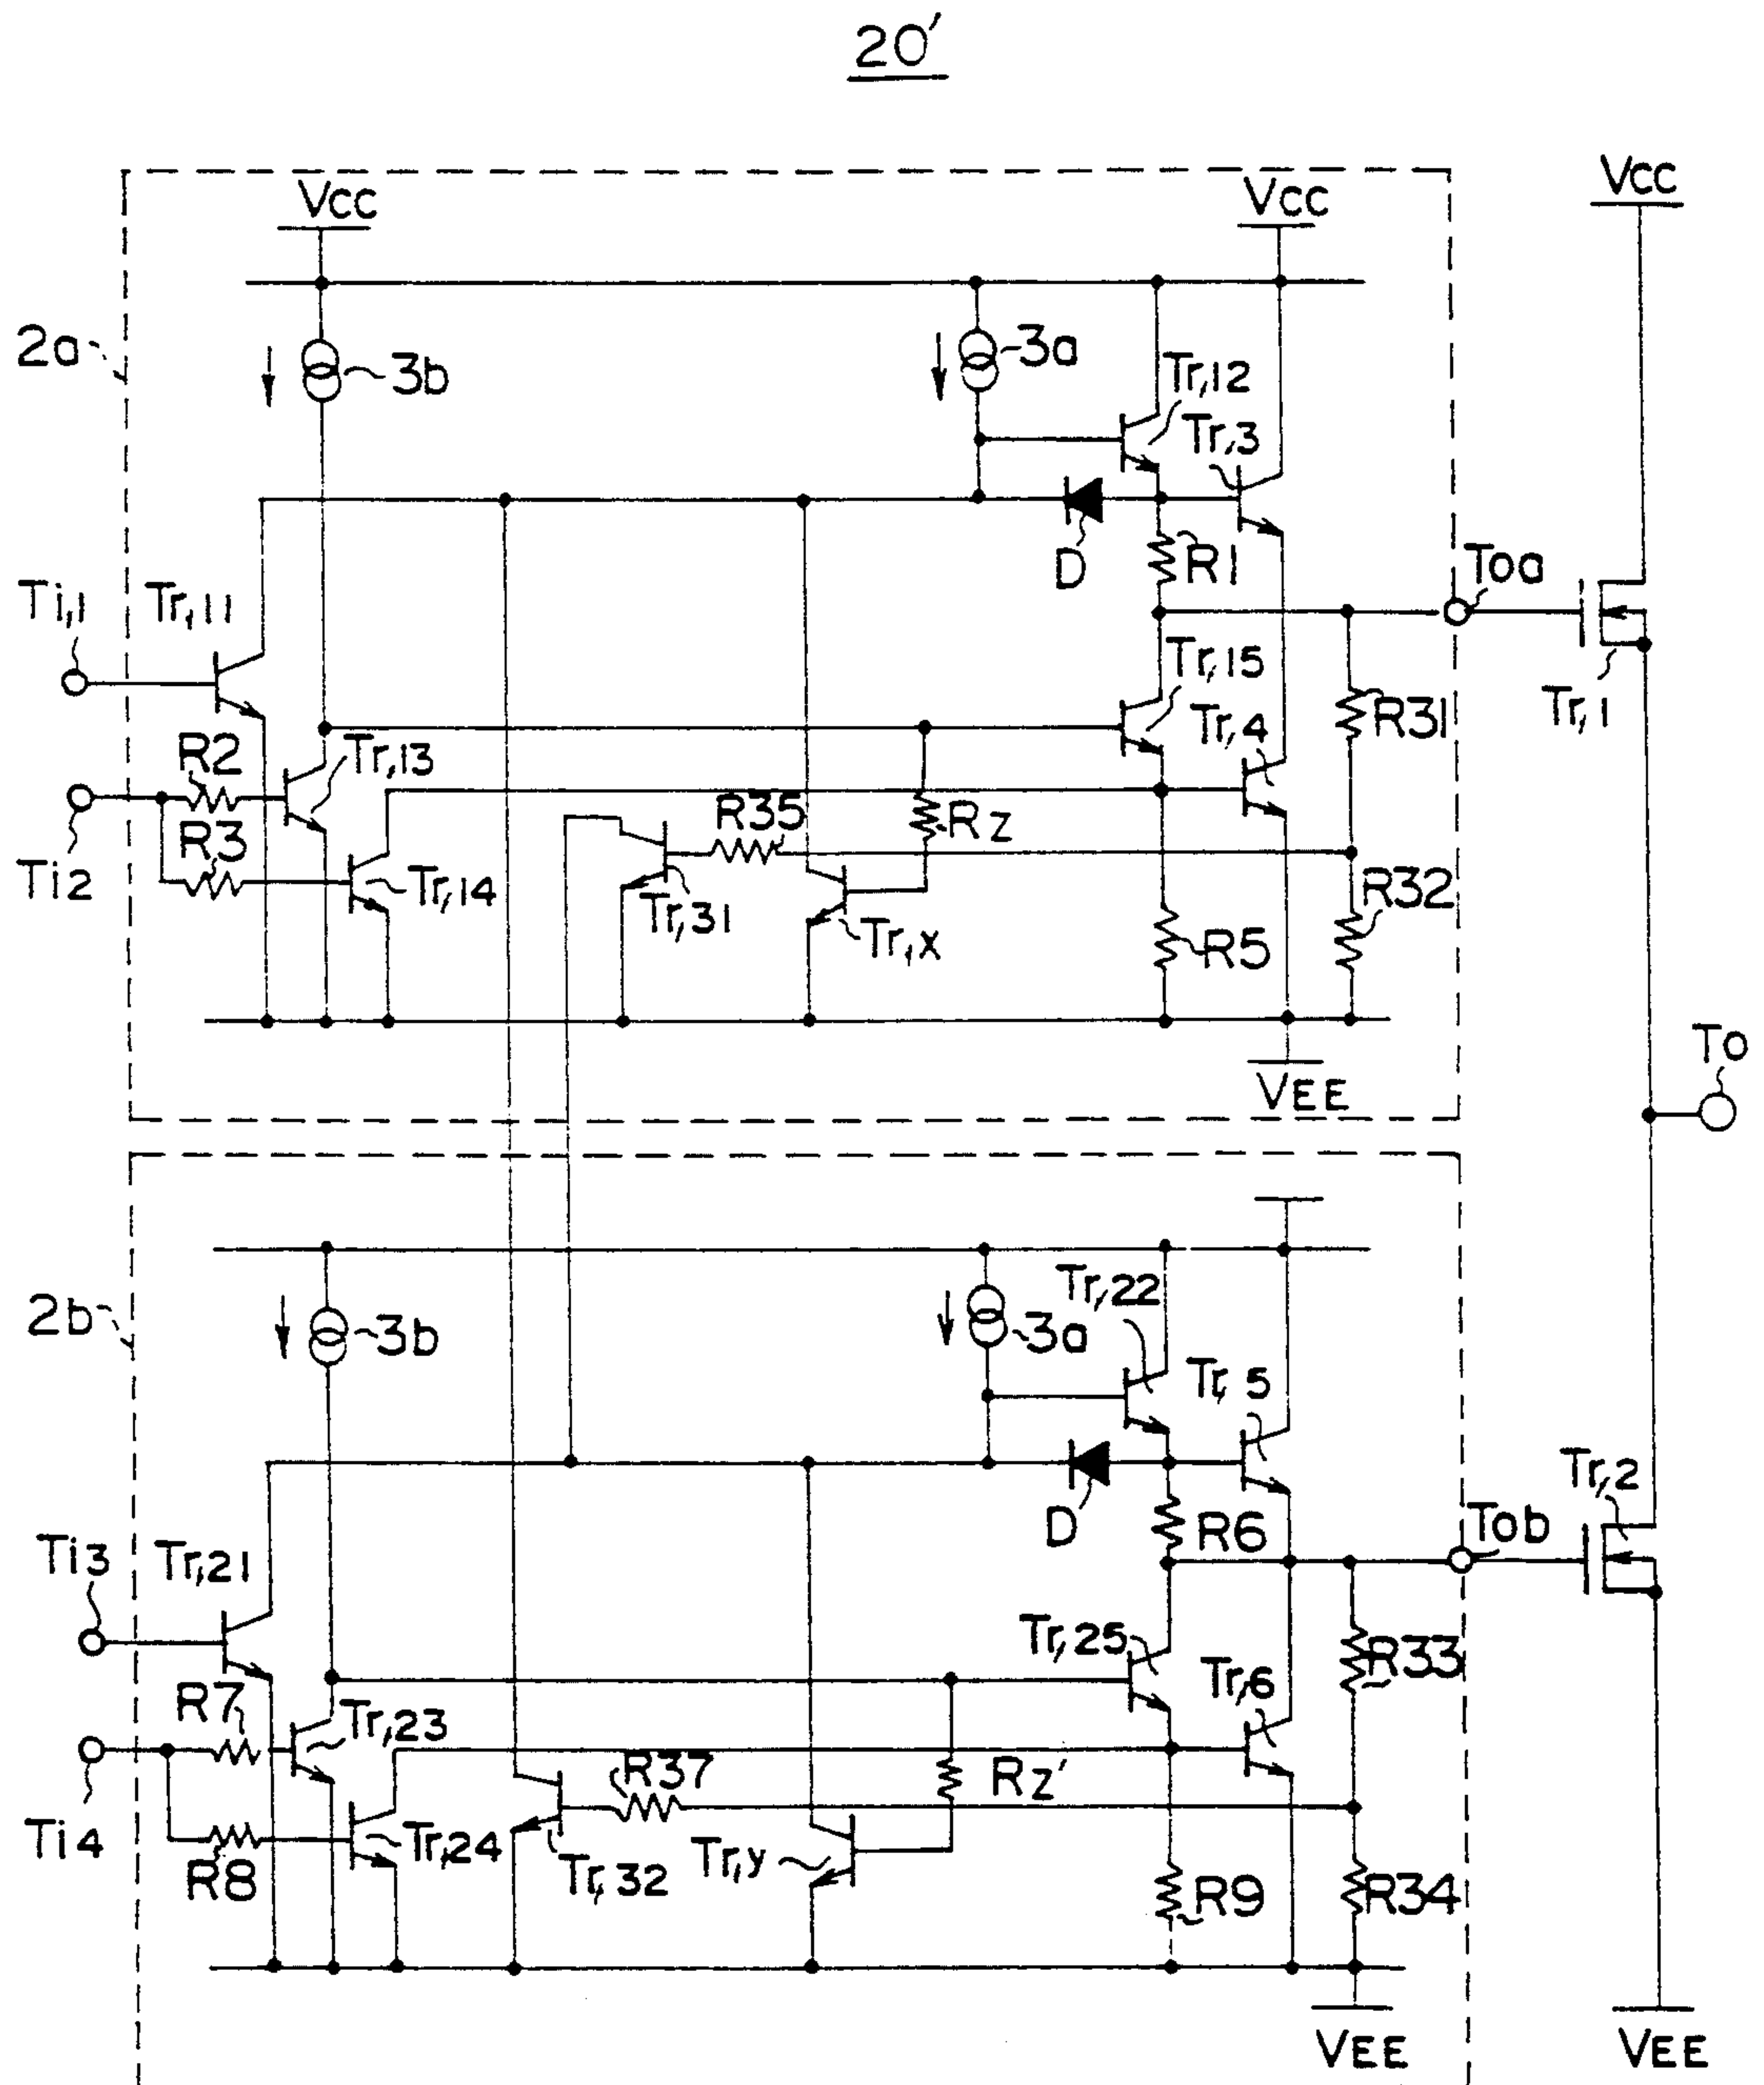 20'
Vcc
Vcc
Vcc
2a
3b
3a
Tr,12
Tr,3
D
R1
Toa
Ti,1
Tr,11
Tr,15
Tr,1
R2
Tr,13
Tr,4
R31
R35
Rz
R3
Ti2
Tr,14
Tr,31
Tr,x
R5
R32
To
VEE
2b
3b
3a
Tr,22
Tr,5
Tr,2
D
R6
Tob
Ti3
Tr,21
Tr,25
R33
R7
Tr,23
Tr,6
R37
Rz'
Ti4
R8
Tr,24
Tr,32
Tr,y
R9
R34
VEE
VEE